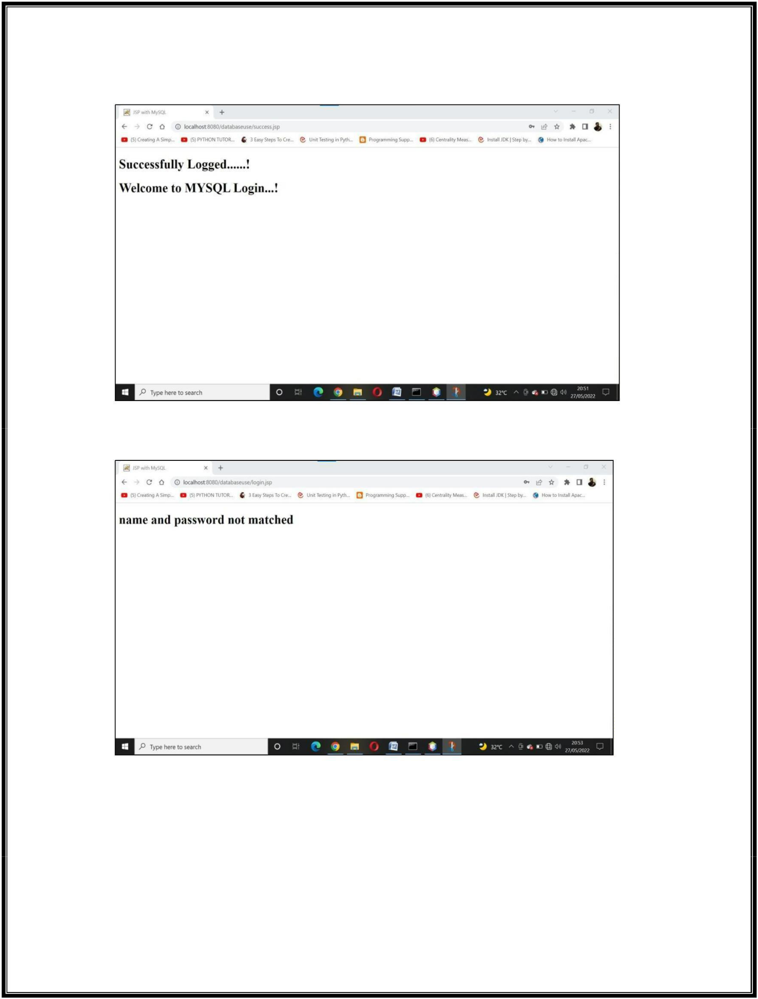 JSP with MySQL
localhost:8080/databaseuse/success.jsp
(5) Creating A Simp... (5) PYTHON TUTOR... 3 Easy Steps To Cre... Unit Testing in Pyth... Programming Supp... (6) Centrality Meas... Install JDK | Step by... How to Install Apac...
Successfully Logged......!
Welcome to MYSQL Login...!
Type here to search 32°C 20:51
27/05/2022
JSP with MySQL
localhost:8080/databaseuse/login.jsp
(5) Creating A Simp... (5) PYTHON TUTOR... 3 Easy Steps To Cre... Unit Testing in Pyth... Programming Supp... (6) Centrality Meas... Install JDK | Step by... How to Install Apac...
name and password not matched
Type here to search 32°C 20:53
27/05/2022